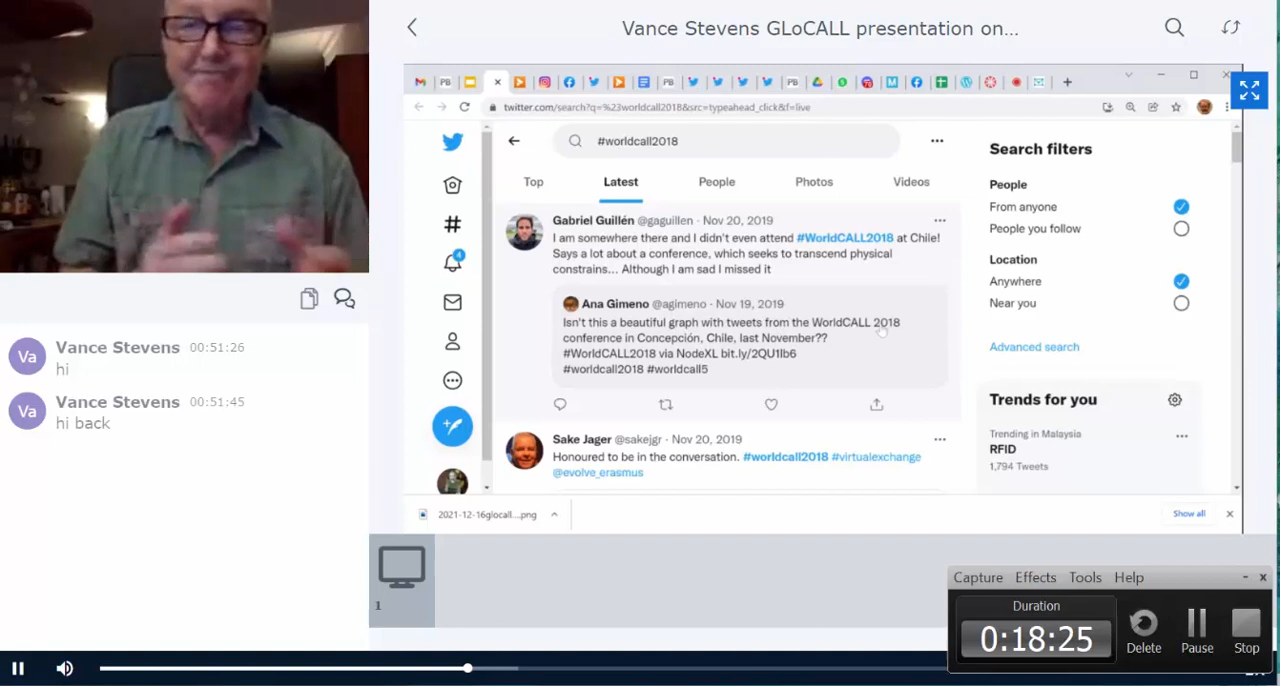 Vance Stevens GLoCALL presentation on...
twitter.com/search?q=%23worldcall2018&src=typeahead_click&f=live
#worldcall2018
Top
Latest
People
Photos
Videos
Gabriel Guillén @gaguillen · Nov 20, 2019
I am somewhere there and I didn't even attend #WorldCALL2018 at Chile!
Says a lot about a conference, which seeks to transcend physical
constrains... Although I am sad I missed it
Ana Gimeno @agimeno · Nov 19, 2019
Isn't this a beautiful graph with tweets from the WorldCALL 2018
conference in Concepción, Chile, last November??
#WorldCALL2018 via NodeXL bit.ly/2QU1Ib6
#worldcall2018 #worldcall5
Sake Jager @sakejgr · Nov 20, 2019
Honoured to be in the conversation. #worldcall2018 #virtualexchange
@evolve_erasmus
Search filters
People
From anyone
People you follow
Location
Anywhere
Near you
Advanced search
Trends for you
Trending in Malaysia
RFID
1,794 Tweets
2021-12-16glocall....png
Show all
Va
Vance Stevens 00:51:26
hi
Va
Vance Stevens 00:51:45
hi back
1
Capture Effects Tools Help
Duration
0:18:25
Delete
Pause
Stop